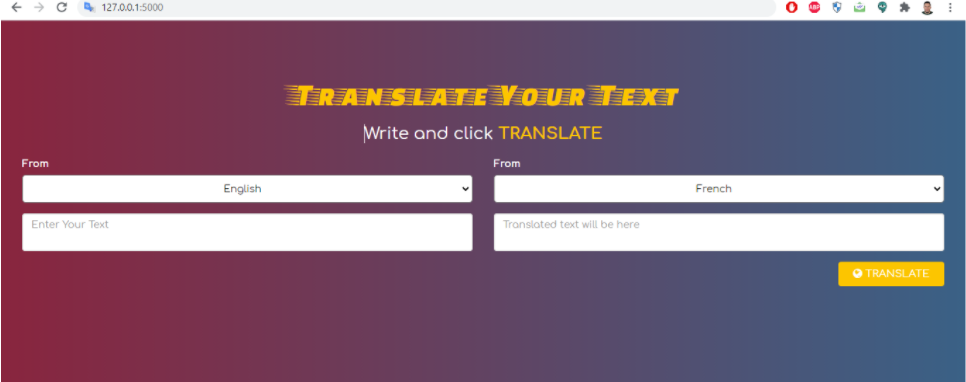 127.0.0.1:5000
ABP
Translate Your Text
Write and click TRANSLATE
From
English
Enter Your Text
From
French
Translated text will be here
TRANSLATE